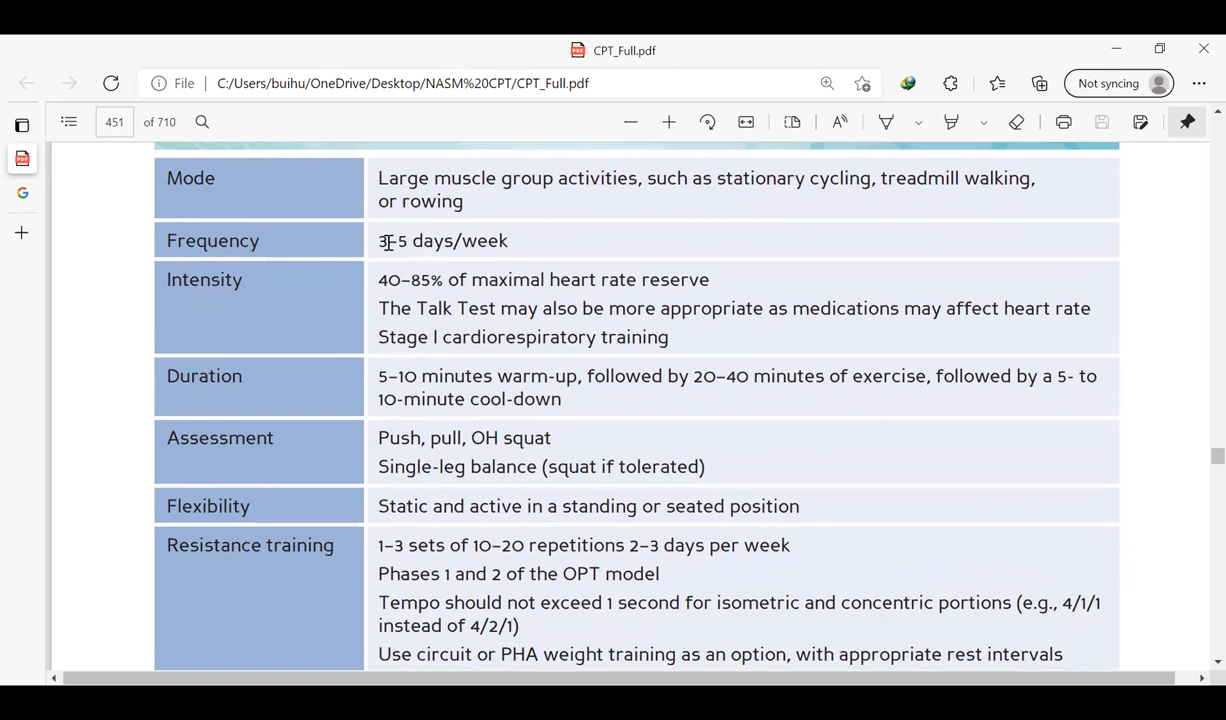 CPT_Full.pdf
File C:/Users/buihu/OneDrive/Desktop/NASM%20CPT/CPT_Full.pdf Not syncing
451 of 710
Mode
Large muscle group activities, such as stationary cycling, treadmill walking,
or rowing
Frequency
3-5 days/week
Intensity
40–85% of maximal heart rate reserve
The Talk Test may also be more appropriate as medications may affect heart rate
Stage I cardiorespiratory training
Duration
5–10 minutes warm-up, followed by 20–40 minutes of exercise, followed by a 5- to
10-minute cool-down
Assessment
Push, pull, OH squat
Single-leg balance (squat if tolerated)
Flexibility
Static and active in a standing or seated position
Resistance training
1–3 sets of 10–20 repetitions 2–3 days per week
Phases 1 and 2 of the OPT model
Tempo should not exceed 1 second for isometric and concentric portions (e.g., 4/1/1
instead of 4/2/1)
Use circuit or PHA weight training as an option, with appropriate rest intervals